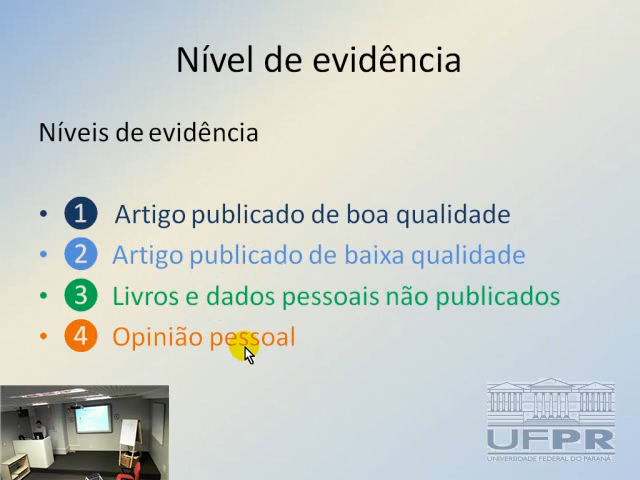 Nível de evidência
Níveis de evidência
• 1 Artigo publicado de boa qualidade
• 2 Artigo publicado de baixa qualidade
• 3 Livros e dados pessoais não publicados
• 4 Opinião pessoal
UFPR
UNIVERSIDADE FEDERAL DO PARANÁ